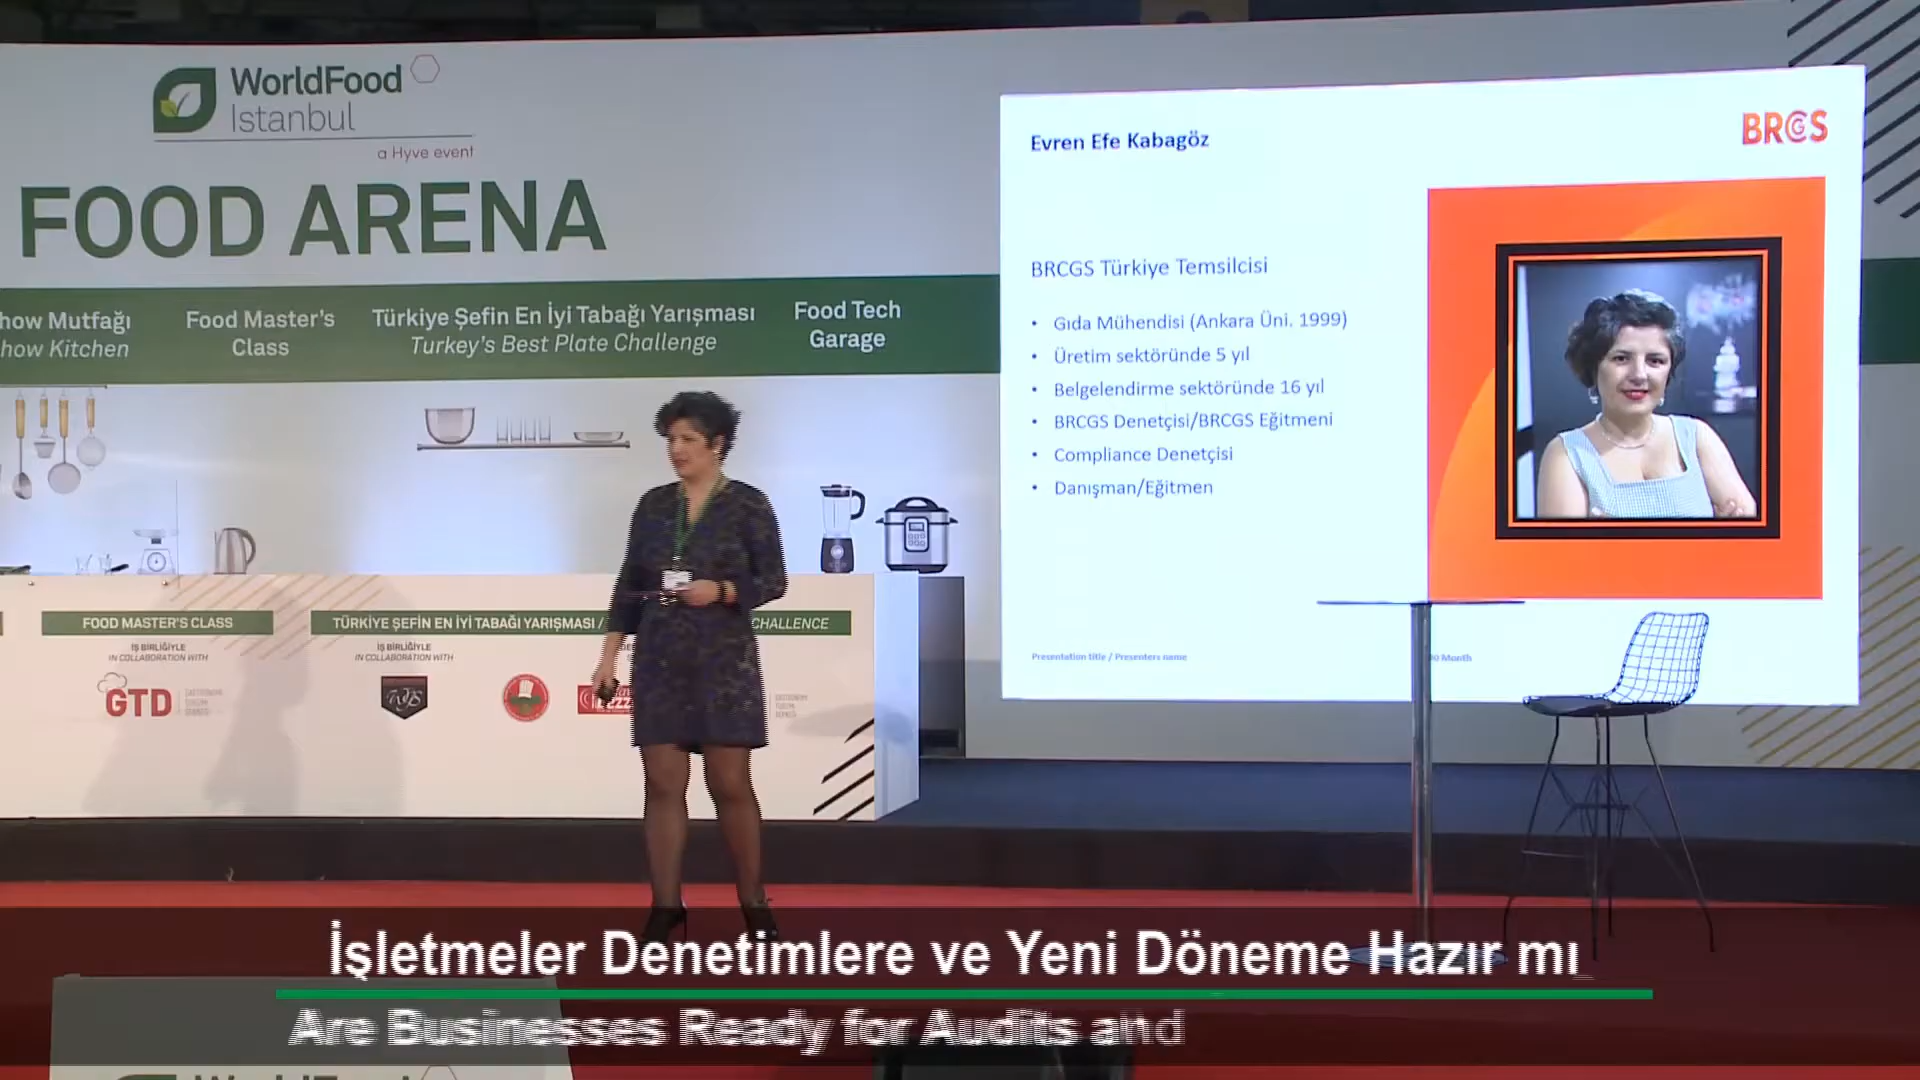 WorldFood
Istanbul
a Hyve event
FOOD ARENA
how Mutfağı
how Kitchen
Food Master's
Class
Türkiye Şefin En İyi Tabağı Yarışması
Turkey's Best Plate Challenge
Food Tech
Garage
Evren Efe Kabagöz
BRCGS
BRCGS Türkiye Temsilcisi
• Gıda Mühendisi (Ankara Üni. 1999)
• Üretim sektöründe 5 yıl
• Belgelendirme sektöründe 16 yıl
• BRCGS Denetçisi/BRCGS Eğitmeni
• Compliance Denetçisi
• Danışman/Eğitmen
Presentation title / Presenters name
Month
FOOD MASTER'S CLASS
İŞ BİRLİĞİYLE
IN COLLABORATION WITH
GTD
TÜRKİYE ŞEFİN EN İYİ TABAĞI YARIŞMASI /
CHALLENGE
İŞ BİRLİĞİYLE
IN COLLABORATION WITH
İşletmeler Denetimlere ve Yeni Döneme Hazır mı
Are Businesses Ready for Audits and